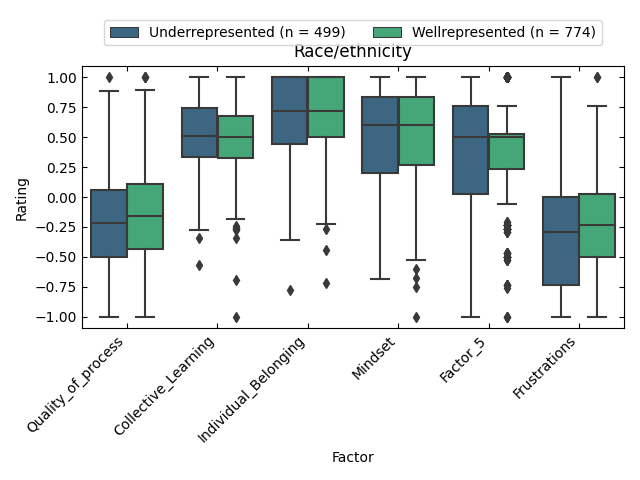 Underrepresented (n = 499) Wellrepresented (n = 774)
Race/ethnicity
1.00
0.75
0.50
0.25
0.00
−0.25
−0.50
−0.75
−1.00
Rating
Quality_of_process
Collective_Learning
Individual_Belonging
Mindset
Factor_5
Frustrations
Factor